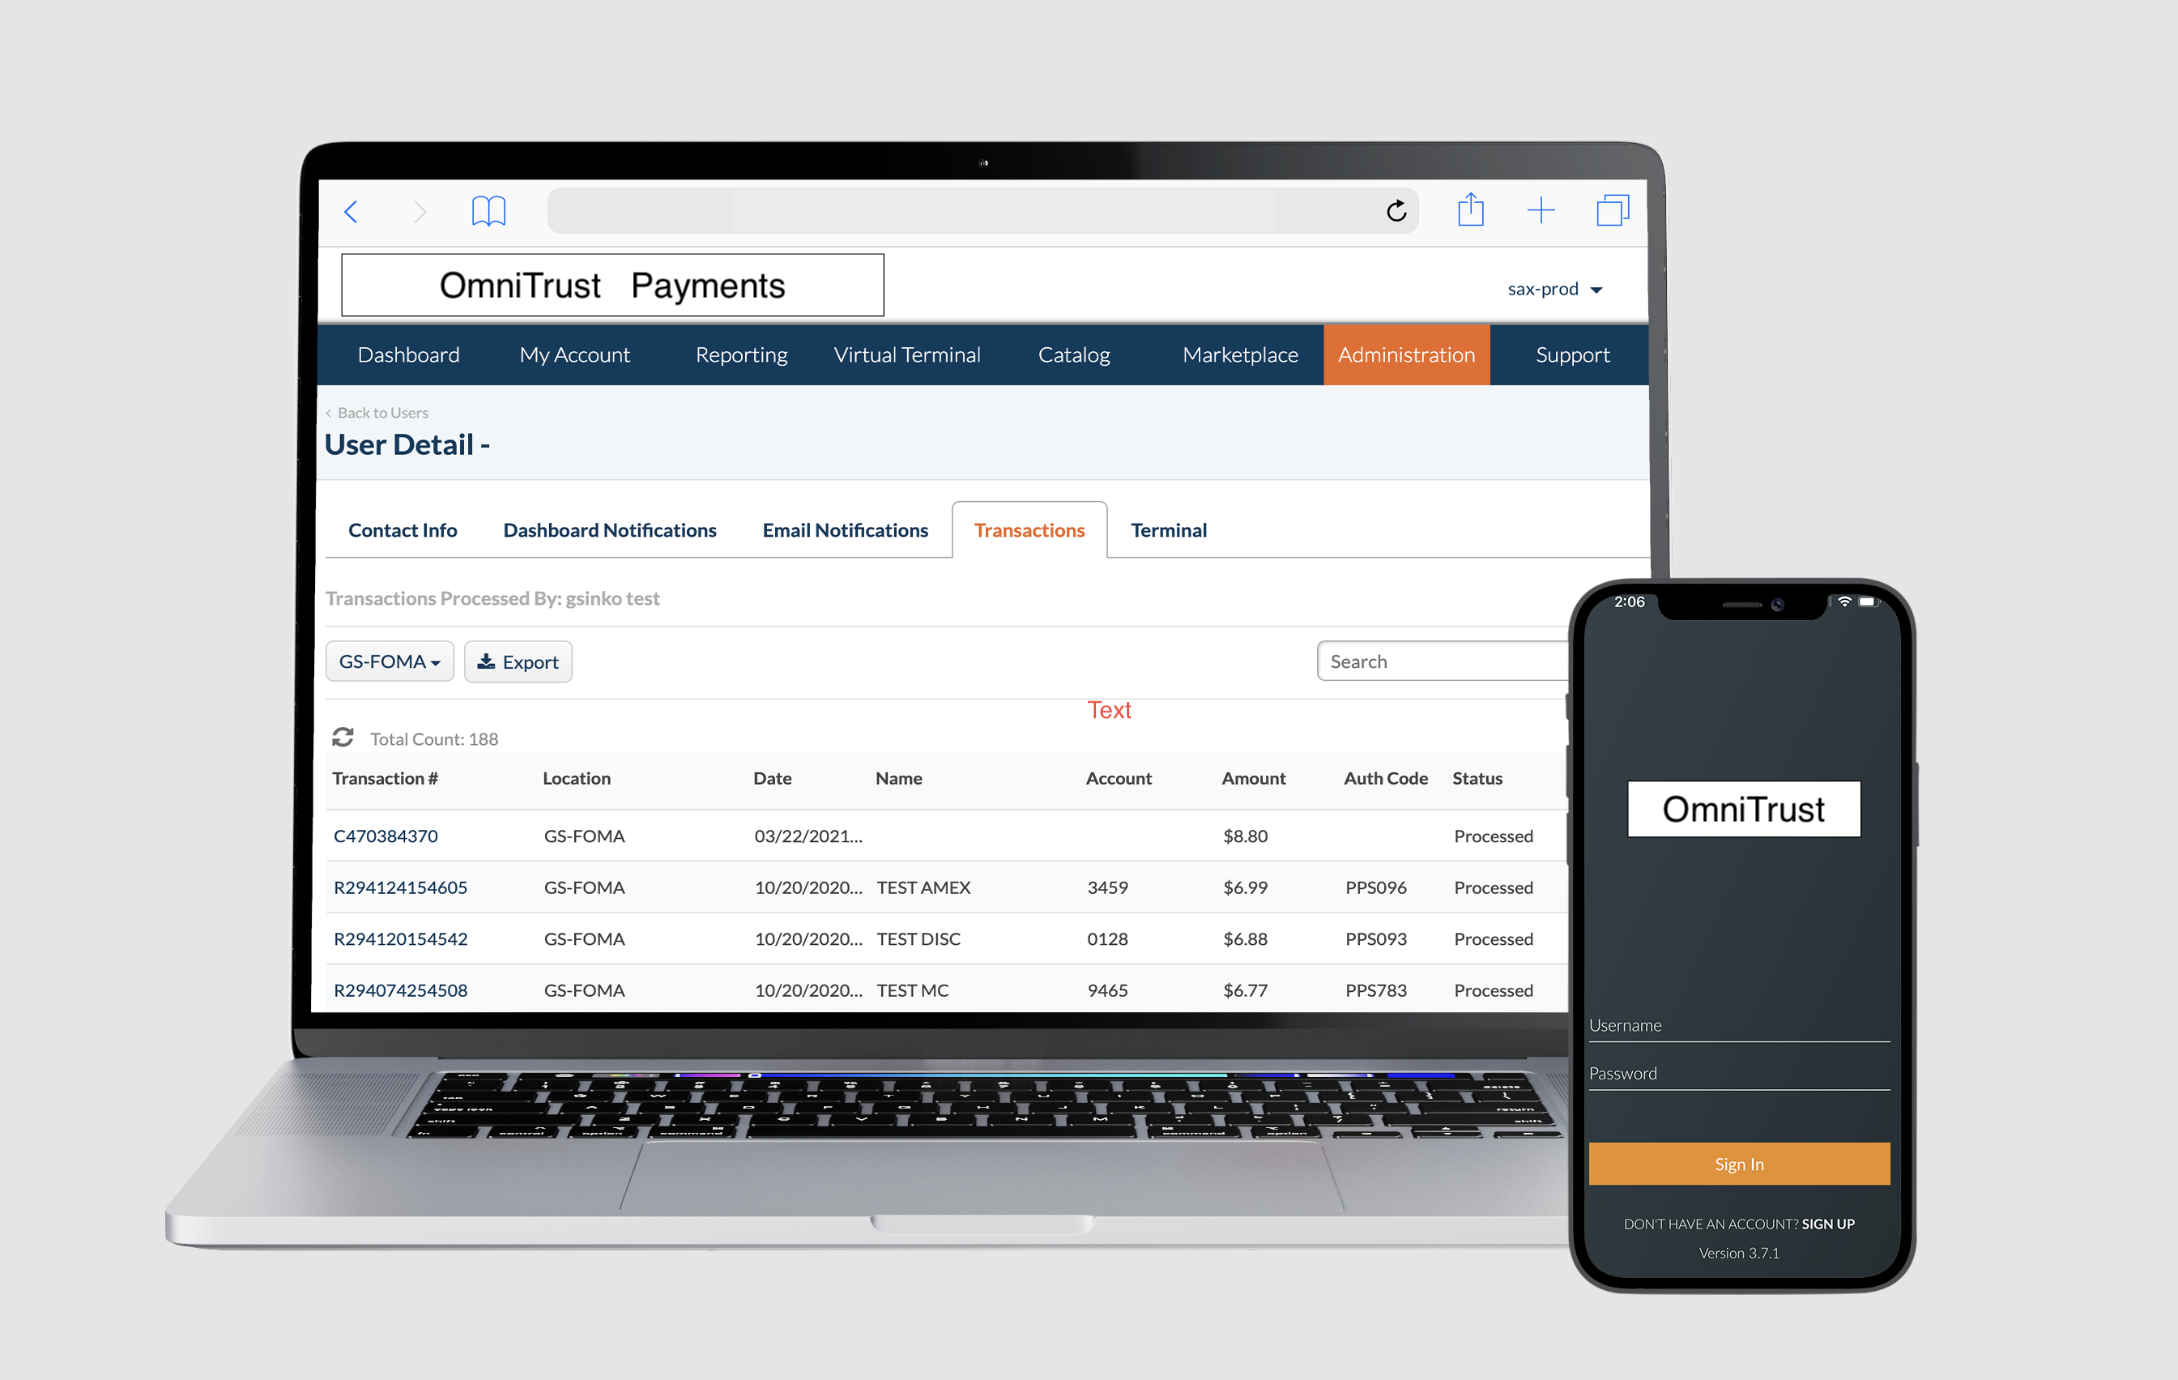 OmniTrust Payments
sax-prod
Dashboard My Account Reporting Virtual Terminal Catalog Marketplace Administration Support
< Back to Users
User Detail -
Contact Info Dashboard Notifications Email Notifications Transactions Terminal
Transactions Processed By: gsinko test
GS-FOMA Export Search
Text
Total Count: 188
Transaction # Location Date Name Account Amount Auth Code Status
C470384370 GS-FOMA 03/22/2021... $8.80 Processed
R294124154605 GS-FOMA 10/20/2020... TEST AMEX 3459 $6.99 PPS096 Processed
R294120154542 GS-FOMA 10/20/2020... TEST DISC 0128 $6.88 PPS093 Processed
R294074254508 GS-FOMA 10/20/2020... TEST MC 9465 $6.77 PPS783 Processed
fn control option command command option
2:06
OmniTrust
Username
Password
Sign In
DON'T HAVE AN ACCOUNT? SIGN UP
Version 3.7.1